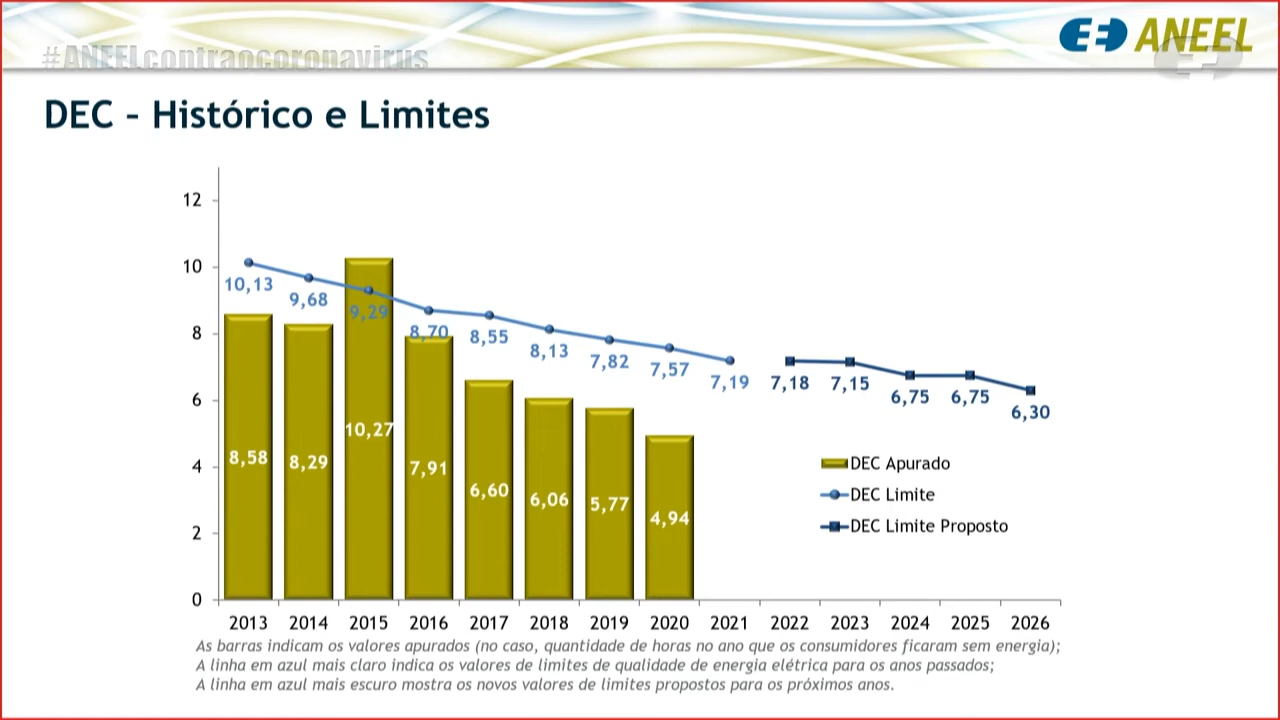 #ANEELcontraocoronavirus
ANEEL
DEC – Histórico e Limites
12
10
8
6
4
2
0
10,13
9,68
9,29
8,70
8,55
8,13
7,82
7,57
7,19
7,18
7,15
6,75
6,75
6,30
8,58
8,29
10,27
7,91
6,60
6,06
5,77
4,94
DEC Apurado
DEC Limite
DEC Limite Proposto
2013 2014 2015 2016 2017 2018 2019 2020 2021 2022 2023 2024 2025 2026
As barras indicam os valores apurados (no caso, quantidade de horas no ano que os consumidores ficaram sem energia);
A linha em azul mais claro indica os valores de limites de qualidade de energia elétrica para os anos passados;
A linha em azul mais escuro mostra os novos valores de limites propostos para os próximos anos.